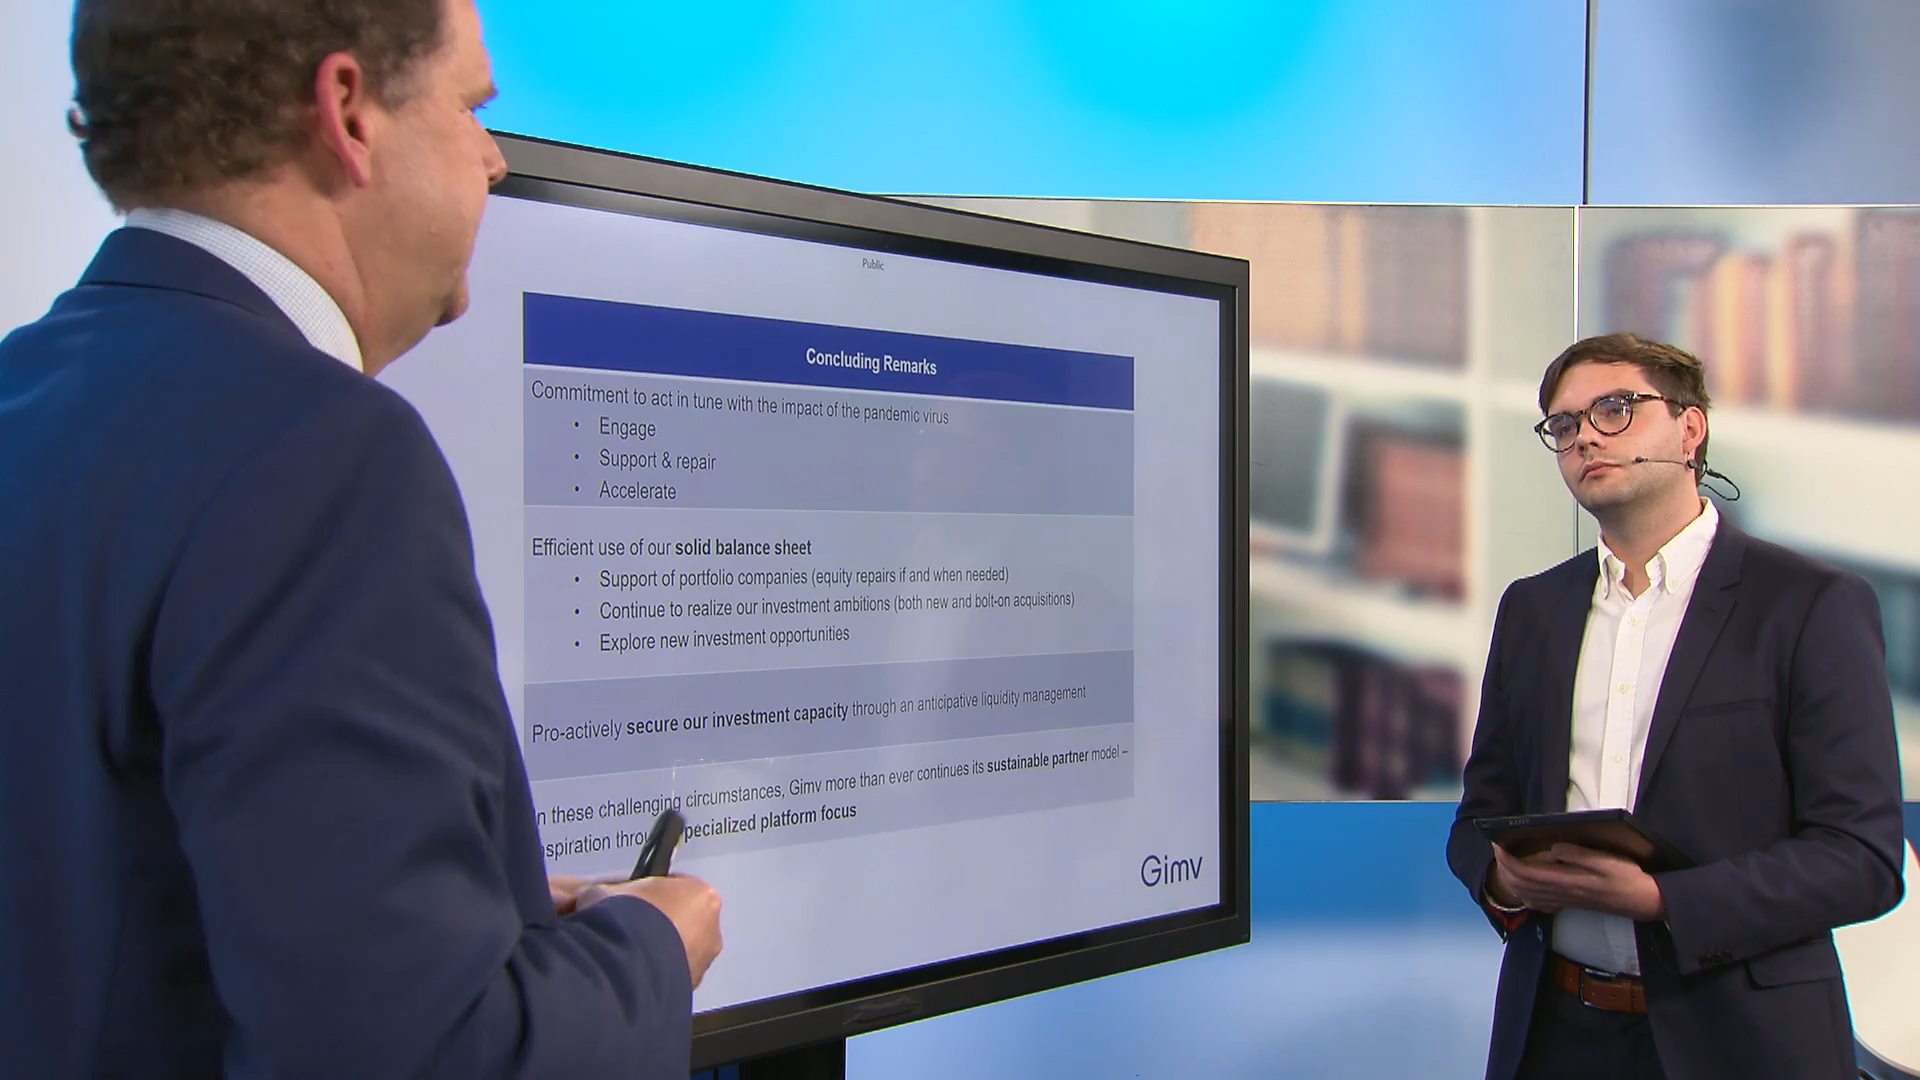 Public
Concluding Remarks
Commitment to act in tune with the impact of the pandemic virus
• Engage
• Support & repair
• Accelerate
Efficient use of our solid balance sheet
• Support of portfolio companies (equity repairs if and when needed)
• Continue to realize our investment ambitions (both new and bolt-on acquisitions)
• Explore new investment opportunities
Pro-actively secure our investment capacity through an anticipative liquidity management
n these challenging circumstances, Gimv more than ever continues its sustainable partner model –
spiration throu pecialized platform focus
Gimv